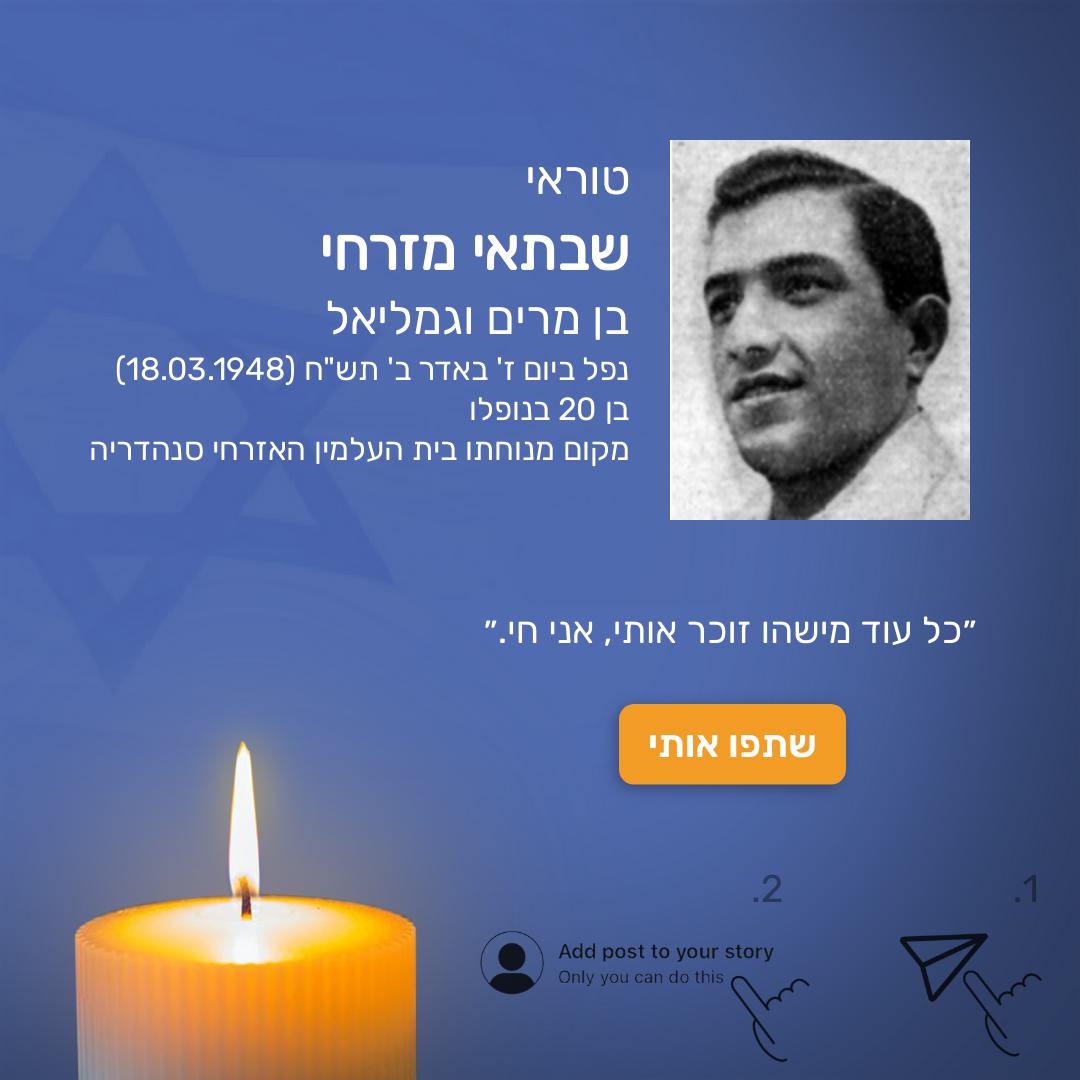 טוראי
שבתאי מזרחי
בן מרים וגמליאל
נפל ביום ז' באדר ב' תש"ח (18.03.1948)
בן 20 בנופלו
מקום מנוחתו בית העלמין האזרחי סנהדריה
״כל עוד מישהו זוכר אותי, אני חי.״
שתפו אותי
.1
.2
Add post to your story
Only you can do this